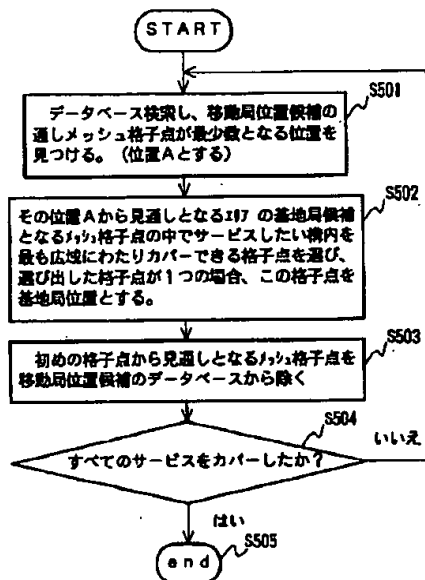 START
S501
データベース検索し、移動局位置候補の
通しメッシュ格子点が最少数となる位置を
見つける。（位置Aとする）
S502
その位置Aから見通しとなるエリアの基地局候補
となるメッシュ格子点の中でサービスしたい構内を
最も広域にわたりカバーできる格子点を選び、
選び出した格子点が1つの場合、この格子点を
基地局位置とする。
S503
初めの格子点から見通しとなるメッシュ格子点を
移動局位置候補のデータベースから除く
S504
すべてのサービスをカバーしたか？
いいえ
はい
S505
end